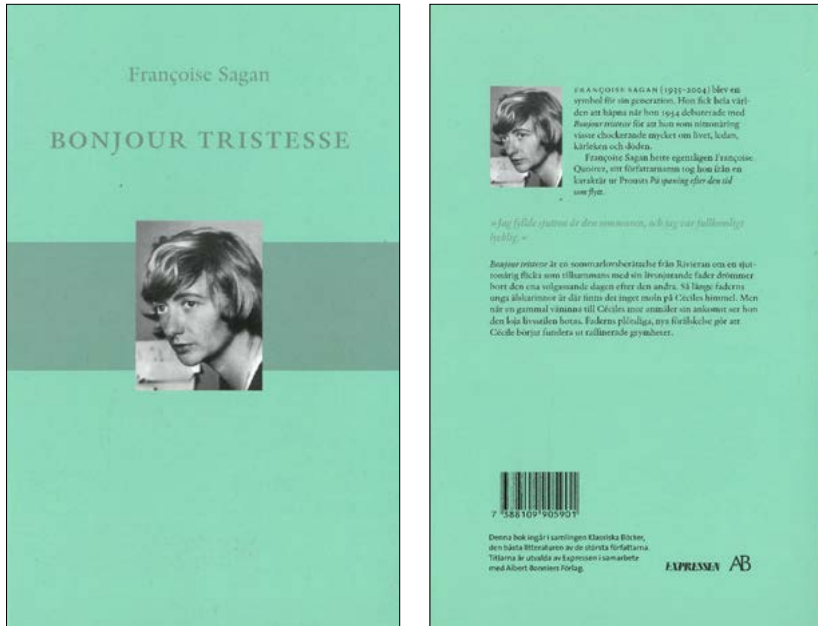 Françoise Sagan
BONJOUR TRISTESSE
FRANÇOISE SAGAN (1935–2004) blev en
symbol för sin generation. Hon fick hela värl-
den att häpna när hon 1954 debuterade med
Bonjour tristesse för att hon som nittonåring
visste chockerande mycket om livet, ledan,
kärleken och döden.
Françoise Sagan hette egentligen Françoise
Quoirez, sitt författarnamn tog hon från en
karaktär ur Prousts På spaning efter den tid
som flytt.
»Jag fyllde sjutton år den sommaren, och jag var fullkomligt
lycklig.«
Bonjour tristesse är en sommarlovsberättelse från Rivieran om en sjut-
tonårig flicka som tillsammans med sin livsnjutande fader drömmer
bort den ena solgassande dagen efter den andra. Så länge faderns
unga älskarinnor är där finns det inget moln på Céciles himmel. Men
när en gammal väninna till Céciles mor anmäler sin ankomst ser hon
den loja livsstilen hotas. Faderns plötsliga, nya förälskelse gör att
Cécile börjar fundera ut raffinerade grymheter.
7 388109 905901
Denna bok ingår i samlingen Klassiska Böcker,
den bästa litteraturen av de största författarna.
Titlarna är utvalda av Expressen i samarbete
med Albert Bonniers Förlag.
EXPRESSEN AB